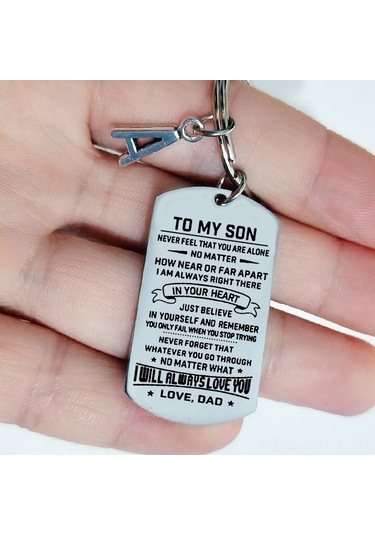 A
TO MY SON
NEVER FEEL THAT YOU ARE ALONE
NO MATTER
HOW NEAR OR FAR APART
I AM ALWAYS RIGHT THERE
IN YOUR HEART
JUST BELIEVE
IN YOURSELF AND REMEMBER
YOU ONLY FAIL WHEN YOU STOP TRYING
NEVER FORGET THAT
WHATEVER YOU GO THROUGH
NO MATTER WHAT
I WILL ALWAYS LOVE YOU
LOVE, DAD